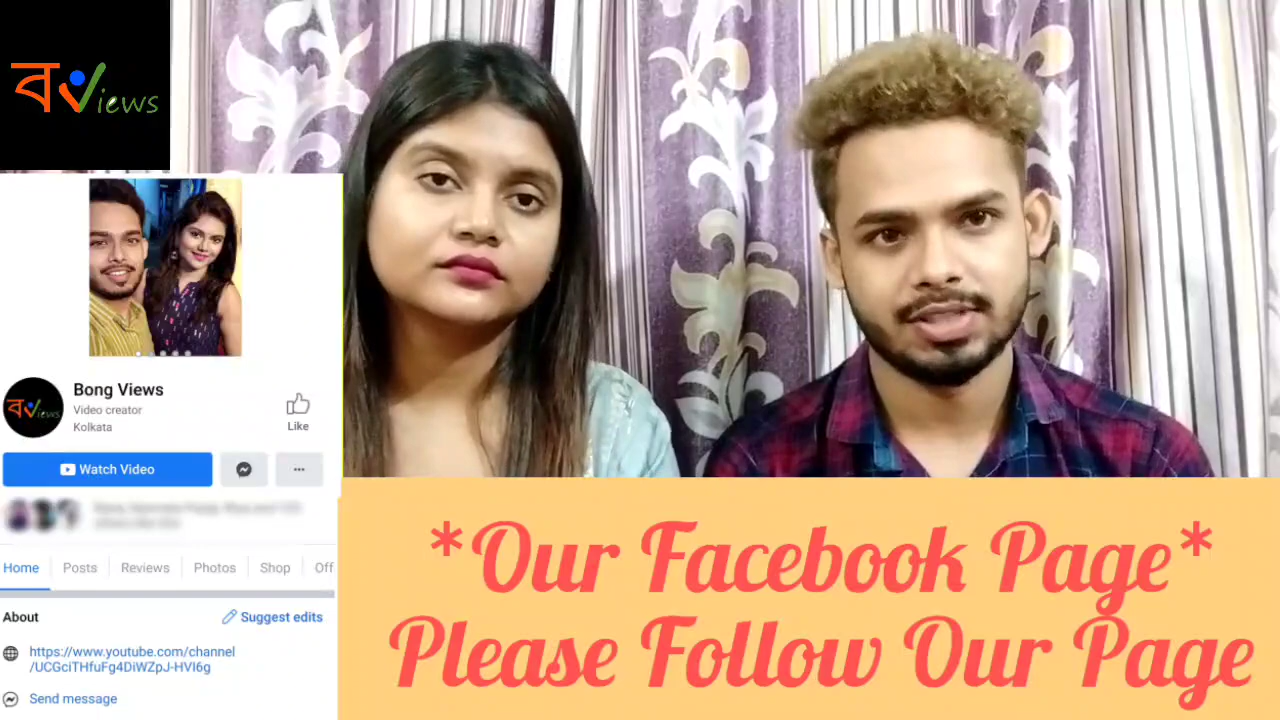 বViews
Bong Views
Video creator
Kolkata
Like
Watch Video
Home Posts Reviews Photos Shop Off
About
Suggest edits
https://www.youtube.com/channel
/UCGciTHfuFg4DiWZpJ-HVI6g
Send message
*Our Facebook Page*
Please Follow Our Page